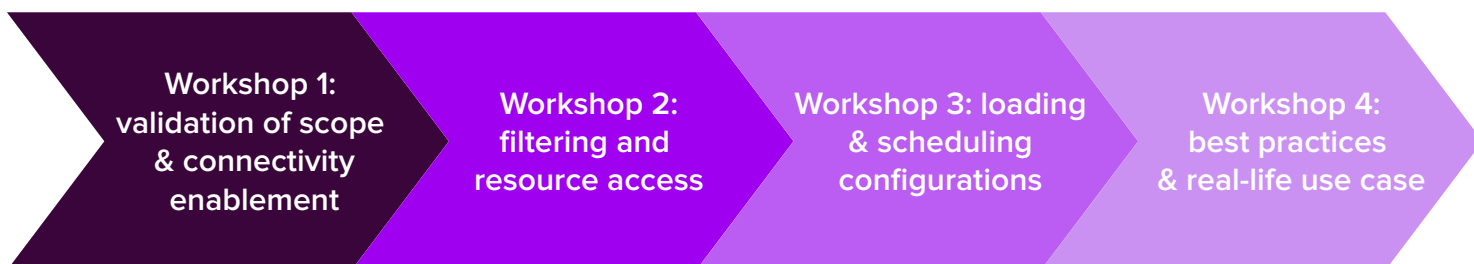 Workshop 1:
validation of scope
& connectivity
enablement
Workshop 2:
filtering and
resource access
Workshop 3: loading
& scheduling
configurations
Workshop 4:
best practices
& real-life use case